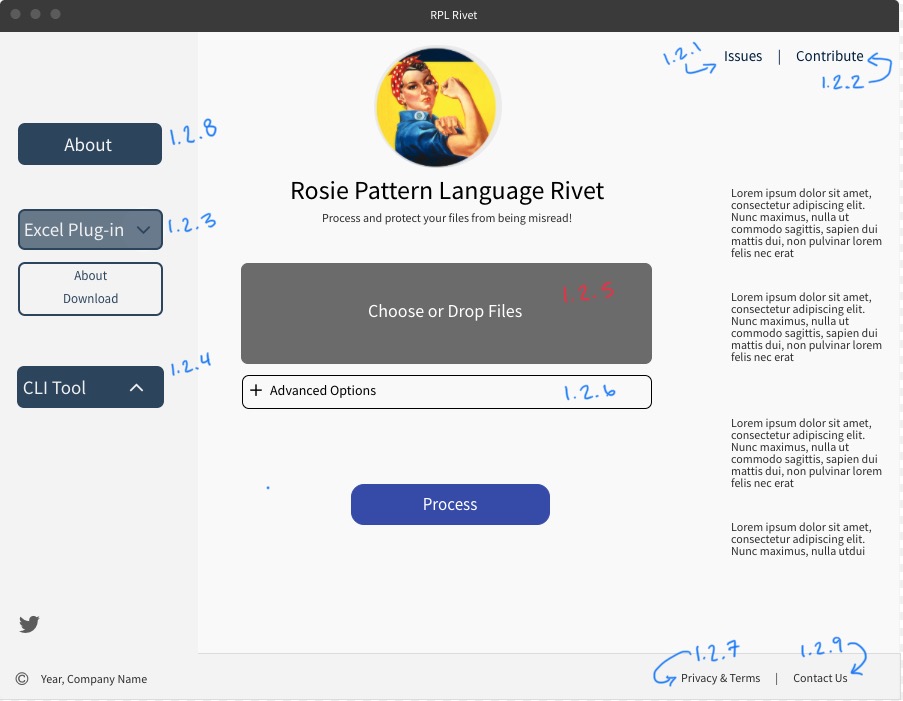 RPL Rivet
1.2.1
Issues | Contribute
1.2.2
About
1.2.8
Rosie Pattern Language Rivet
Process and protect your files from being misread!
Excel Plug-in
1.2.3
About
Download
CLI Tool
1.2.4
Choose or Drop Files
1.2.5
+ Advanced Options
1.2.6
Process
Lorem ipsum dolor sit amet,
consectetur adipiscing elit.
Nunc maximus, nulla ut
commodo sagittis, sapien dui
mattis dui, non pulvinar lorem
felis nec erat
Lorem ipsum dolor sit amet,
consectetur adipiscing elit.
Nunc maximus, nulla ut
commodo sagittis, sapien dui
mattis dui, non pulvinar lorem
felis nec erat
Lorem ipsum dolor sit amet,
consectetur adipiscing elit.
Nunc maximus, nulla ut
commodo sagittis, sapien dui
mattis dui, non pulvinar lorem
felis nec erat
Lorem ipsum dolor sit amet,
consectetur adipiscing elit.
Nunc maximus, nulla utdui
1.2.7
1.2.9
© Year, Company Name
Privacy & Terms | Contact Us